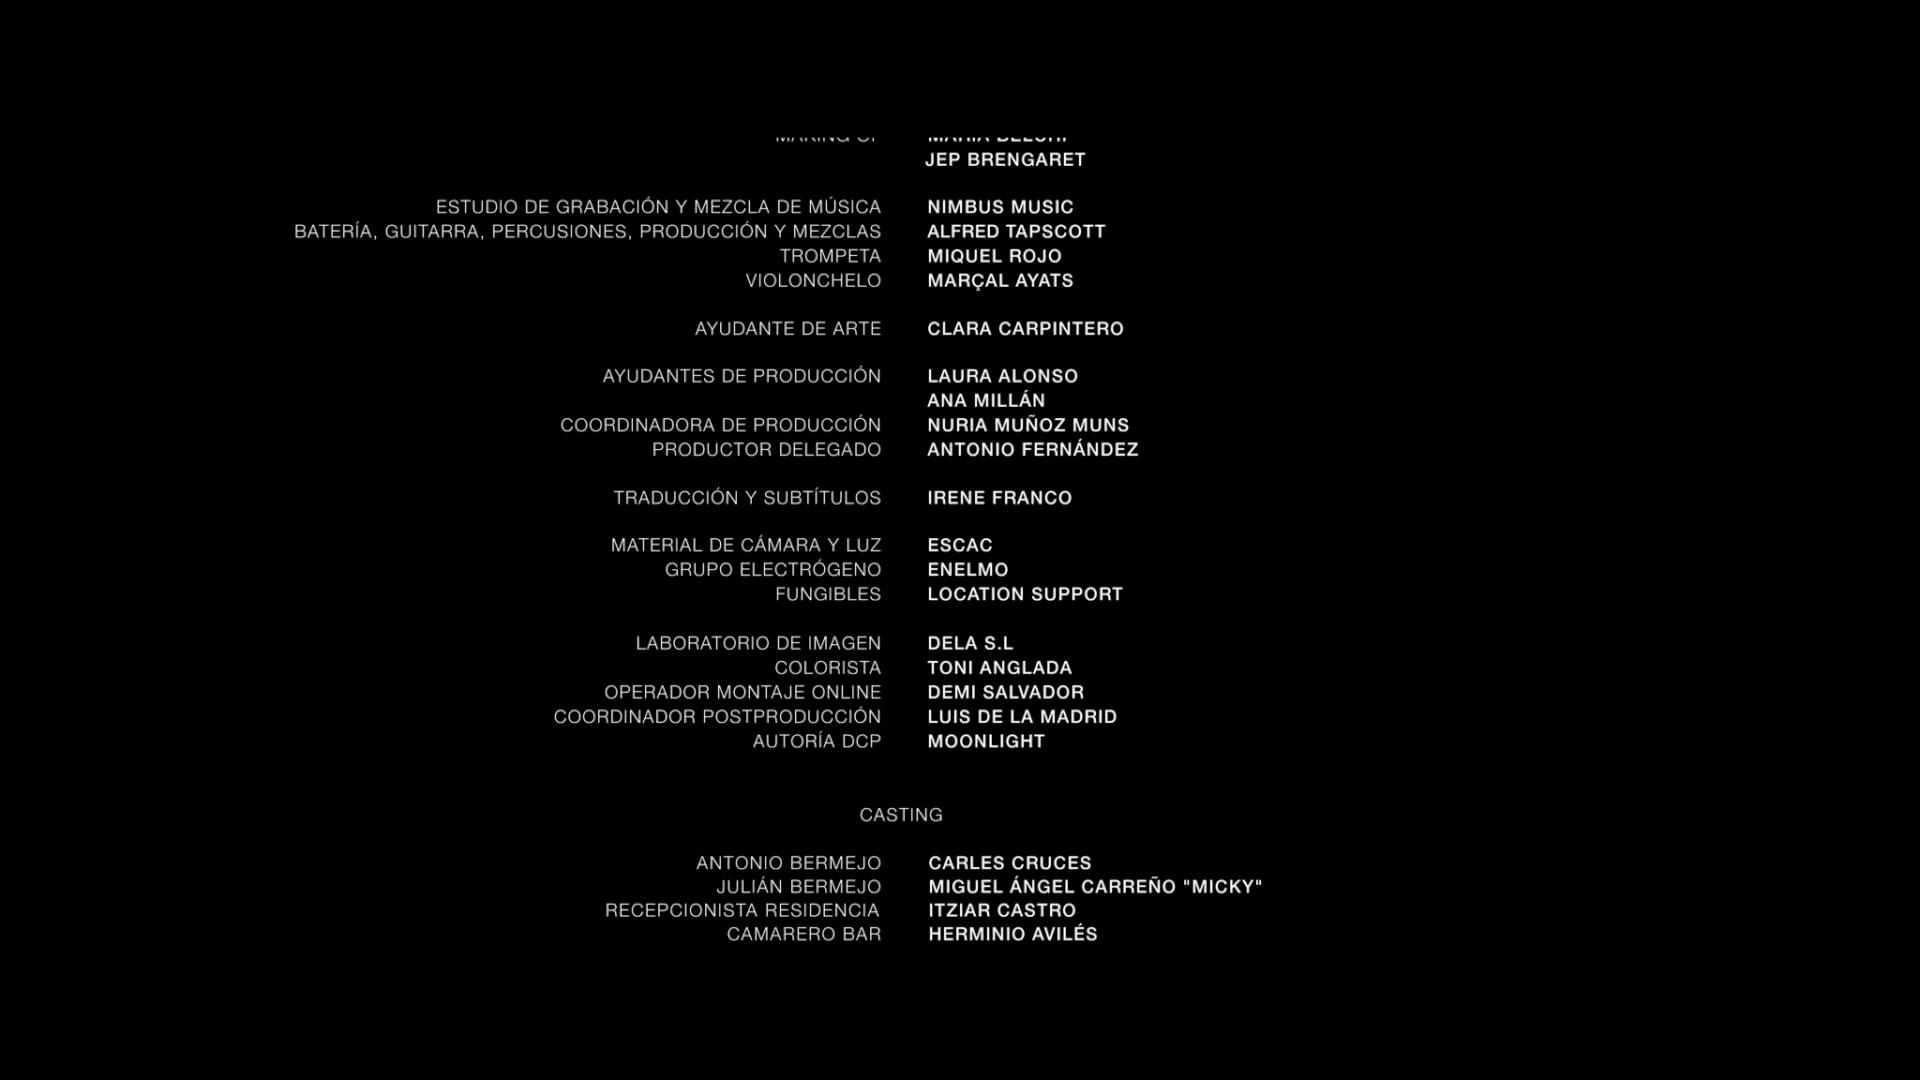 MAKING OF MARIA BELCHI
JEP BRENGARET
ESTUDIO DE GRABACIÓN Y MEZCLA DE MÚSICA NIMBUS MUSIC
BATERÍA, GUITARRA, PERCUSIONES, PRODUCCIÓN Y MEZCLAS ALFRED TAPSCOTT
TROMPETA MIQUEL ROJO
VIOLONCHELO MARÇAL AYATS
AYUDANTE DE ARTE CLARA CARPINTERO
AYUDANTES DE PRODUCCIÓN LAURA ALONSO
ANA MILLÁN
COORDINADORA DE PRODUCCIÓN NURIA MUÑOZ MUNS
PRODUCTOR DELEGADO ANTONIO FERNÁNDEZ
TRADUCCIÓN Y SUBTÍTULOS IRENE FRANCO
MATERIAL DE CÁMARA Y LUZ ESCAC
GRUPO ELECTRÓGENO ENELMO
FUNGIBLES LOCATION SUPPORT
LABORATORIO DE IMAGEN DELA S.L
COLORISTA TONI ANGLADA
OPERADOR MONTAJE ONLINE DEMI SALVADOR
COORDINADOR POSTPRODUCCIÓN LUIS DE LA MADRID
AUTORÍA DCP MOONLIGHT
CASTING
ANTONIO BERMEJO CARLES CRUCES
JULIÁN BERMEJO MIGUEL ÁNGEL CARREÑO "MICKY"
RECEPCIONISTA RESIDENCIA ITZIAR CASTRO
CAMARERO BAR HERMINIO AVILÉS